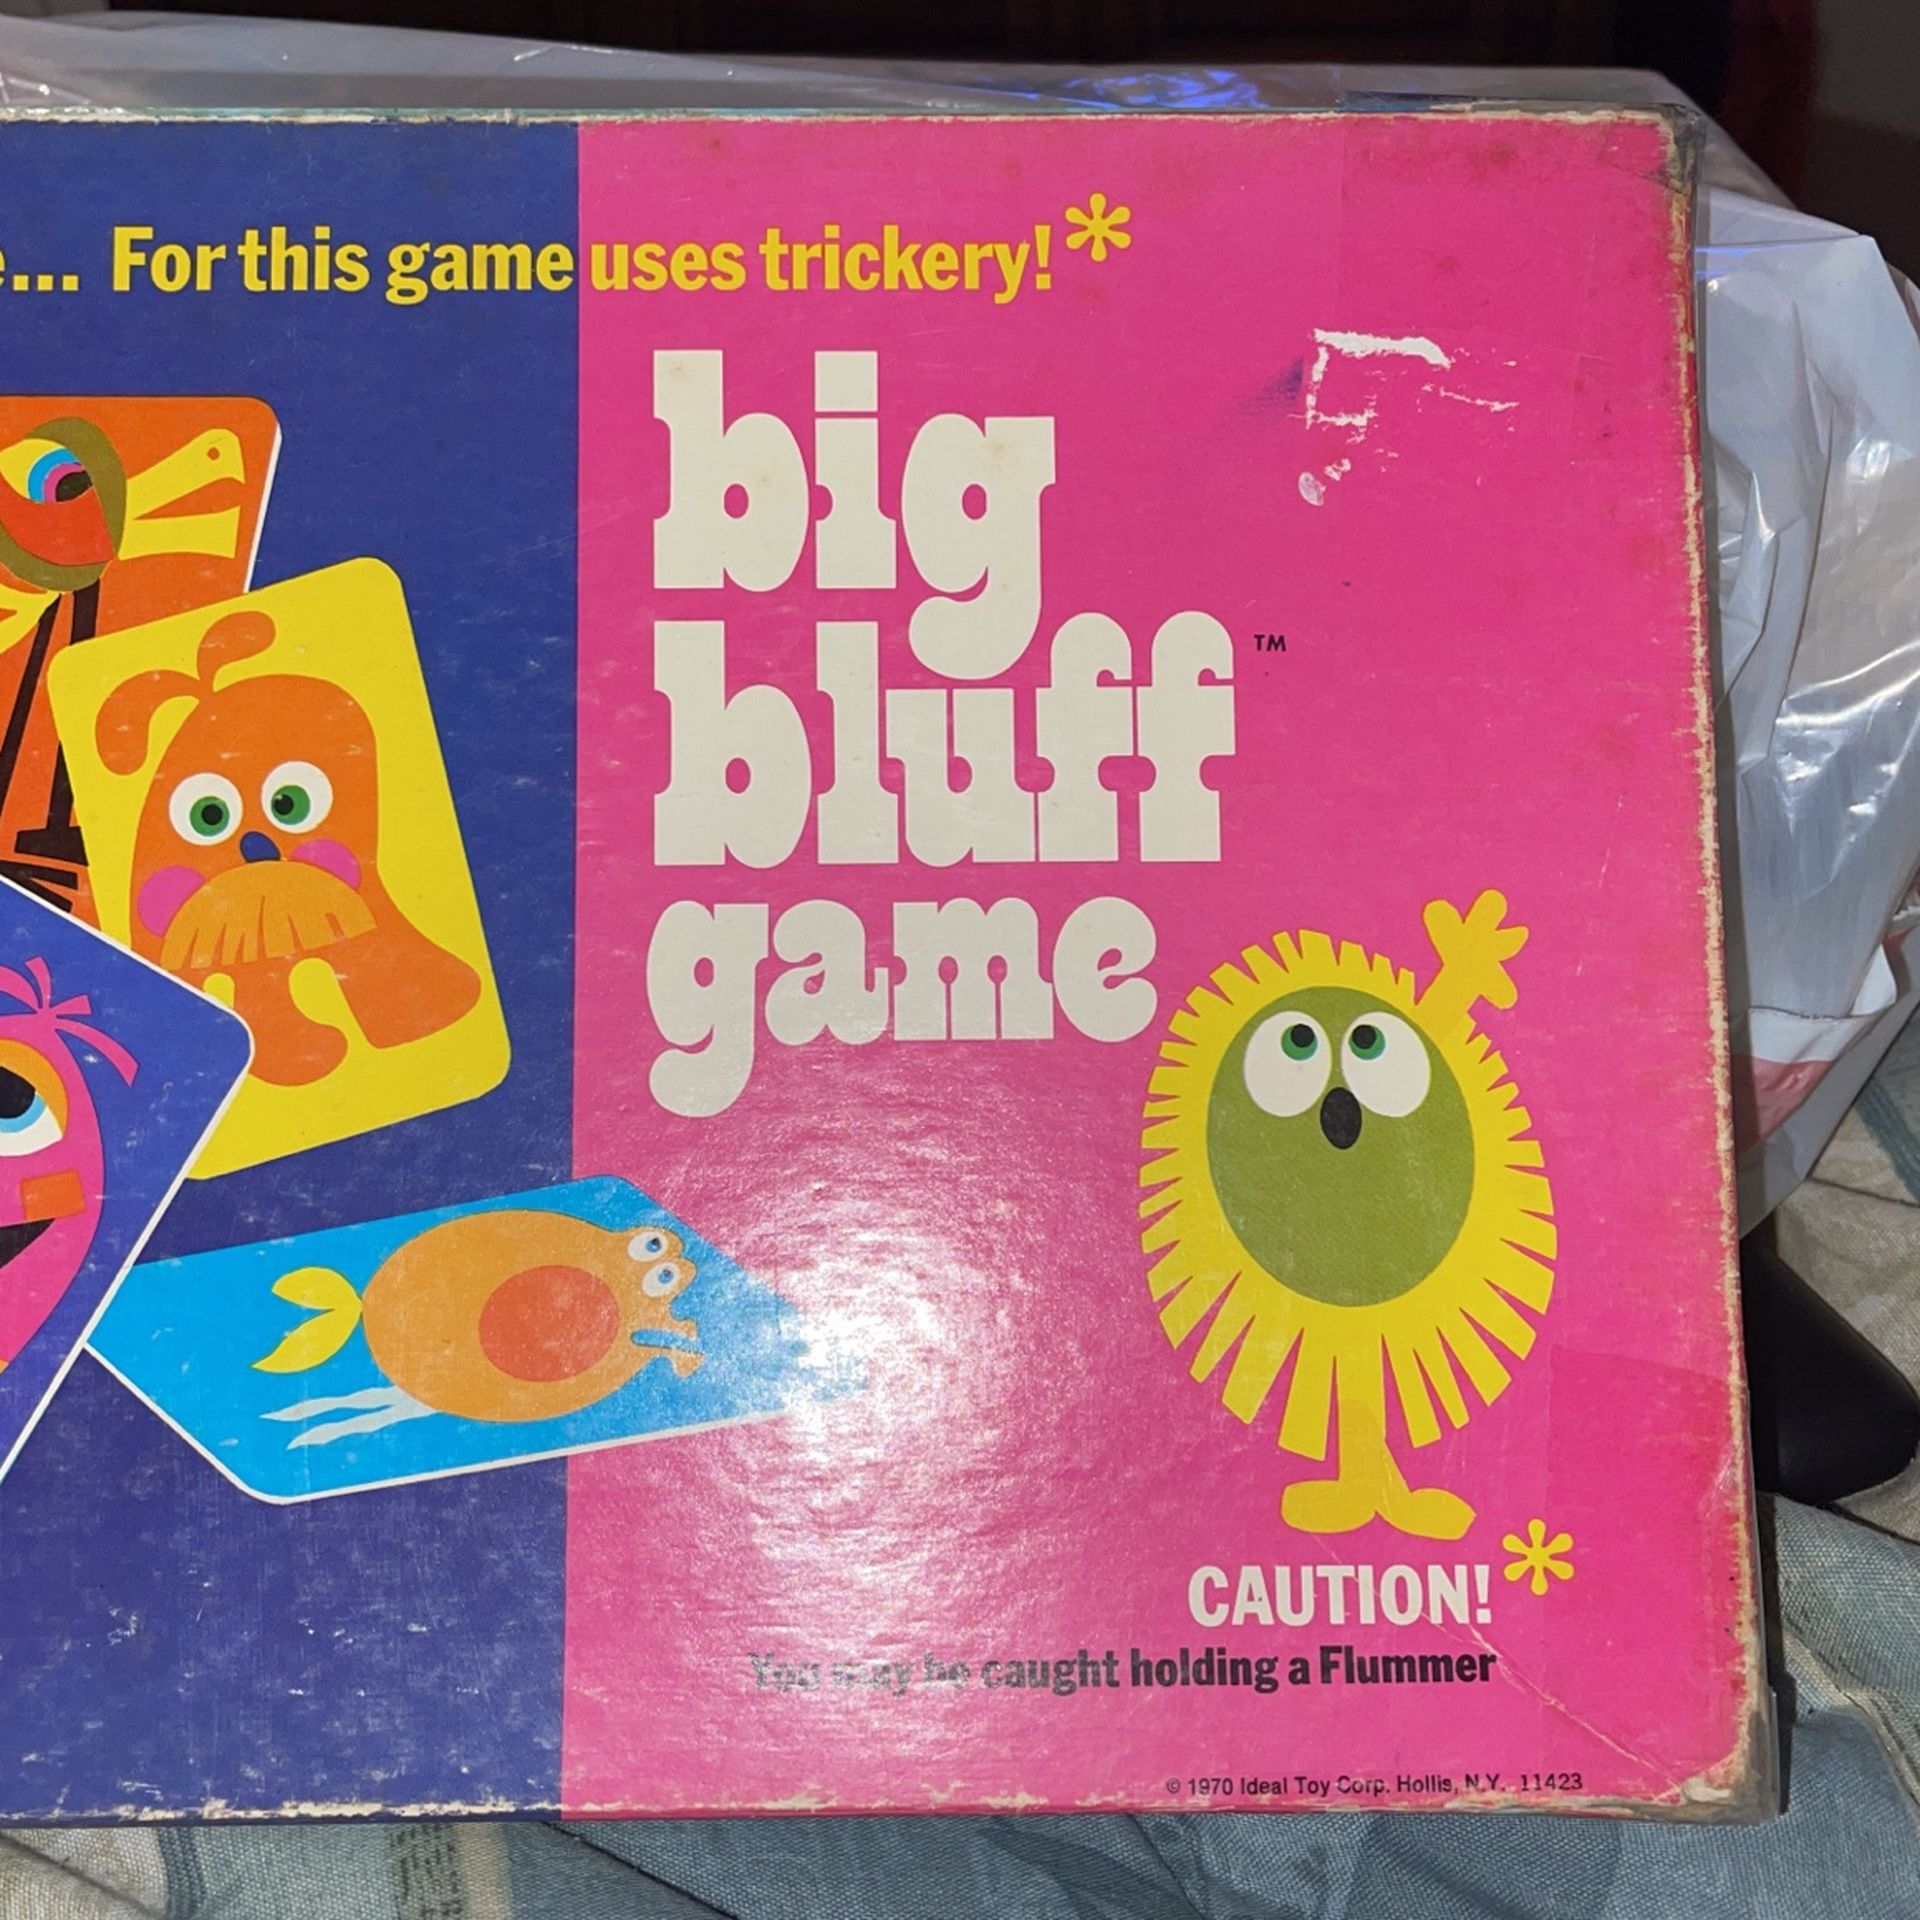 e... For this game uses trickery!*
big
bluff ™
game
CAUTION!*
You may be caught holding a Flummer
© 1970 Ideal Toy Corp. Hollis, N.Y. 11423